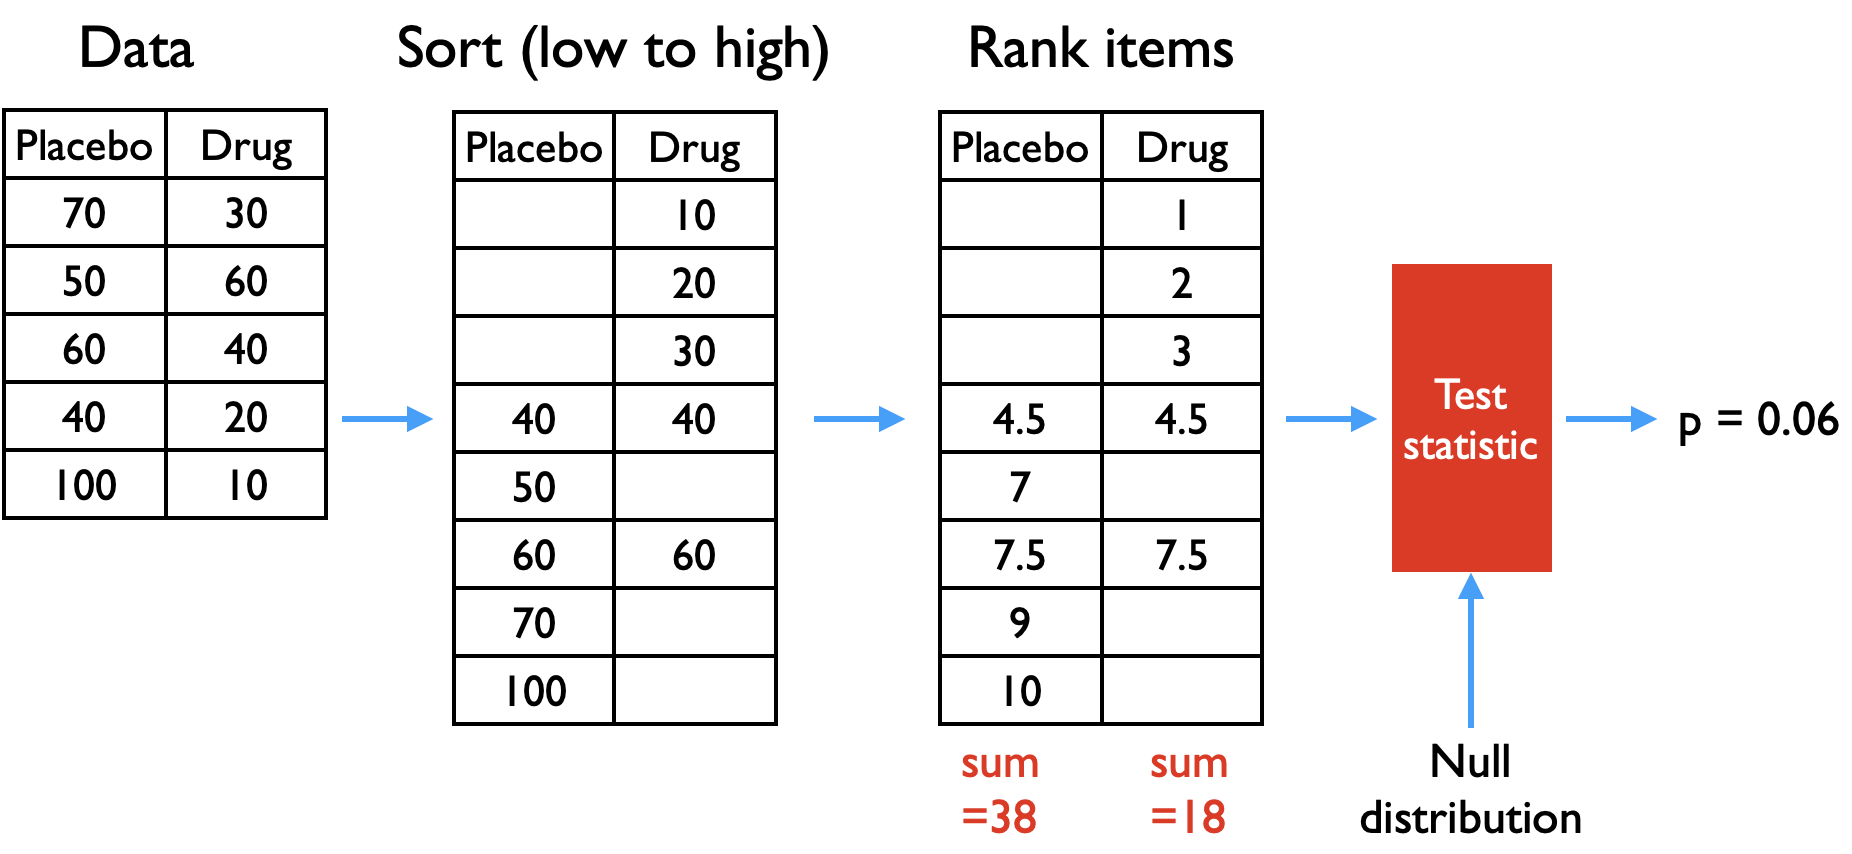 Data
Placebo Drug
70 30
50 60
60 40
40 20
100 10
Sort (low to high)
Placebo Drug
10
20
30
40 40
50
60 60
70
100
Rank items
Placebo Drug
1
2
3
4.5 4.5
7
7.5 7.5
9
10
sum sum
=38 =18
Test
statistic
Null
distribution
p = 0.06